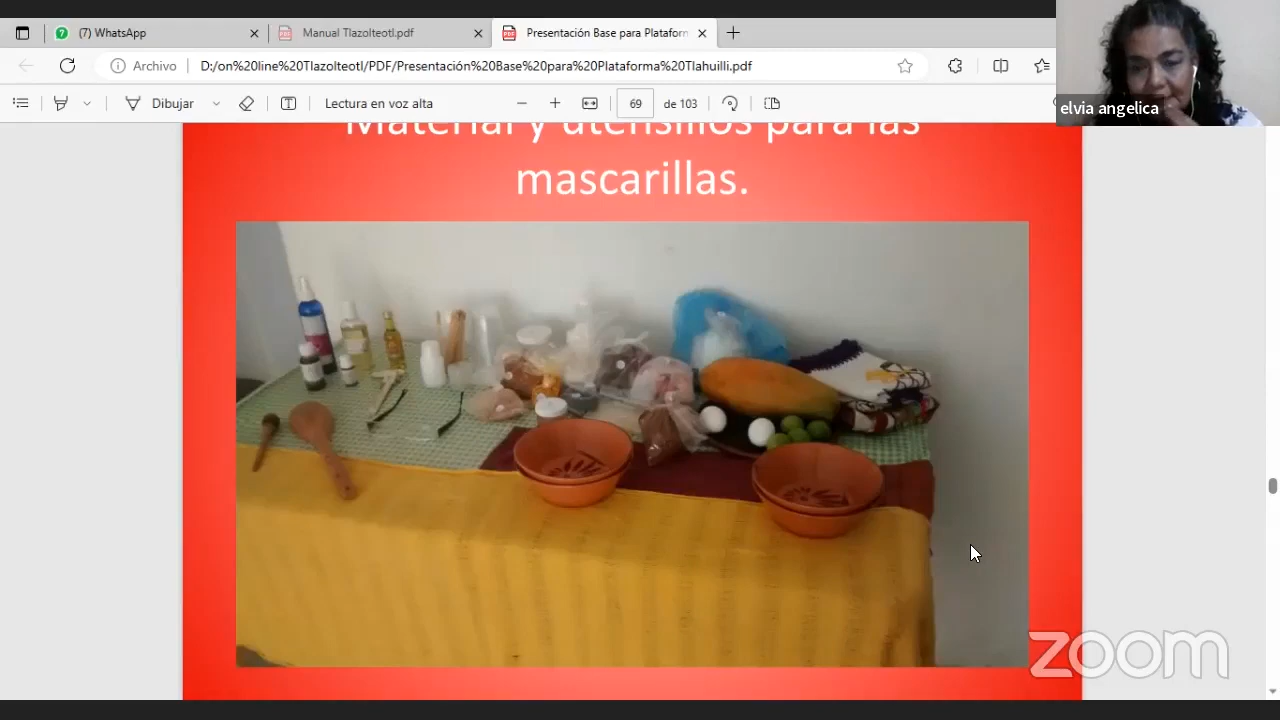 (7) WhatsApp
Manual Tlazolteotl.pdf
Presentación Base para Plataform
Archivo
D:/on%20line%20Tlazolteotl/PDF/Presentación%20Base%20para%20Plataforma%20Tlahuilli.pdf
Dibujar
Lectura en voz alta
69
de 103
elvia angelica
Material y utensilios para las
mascarillas.
zoom